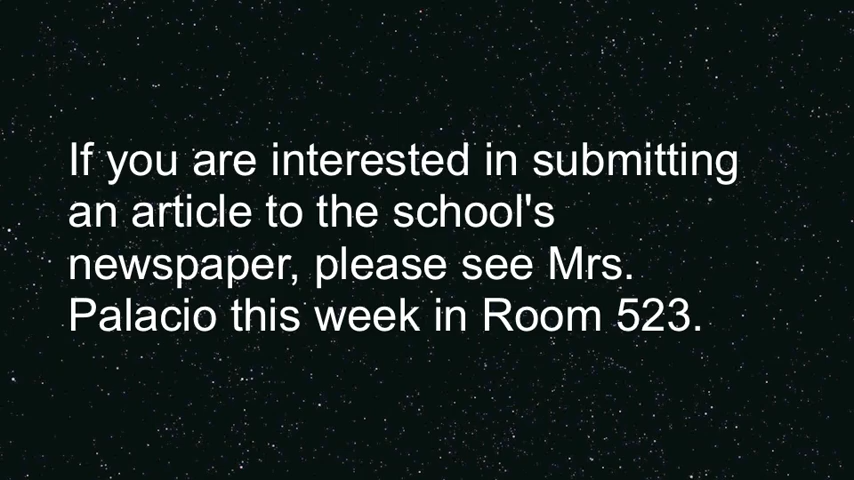 If you are interested in submitting
an article to the school's
newspaper, please see Mrs.
Palacio this week in Room 523.